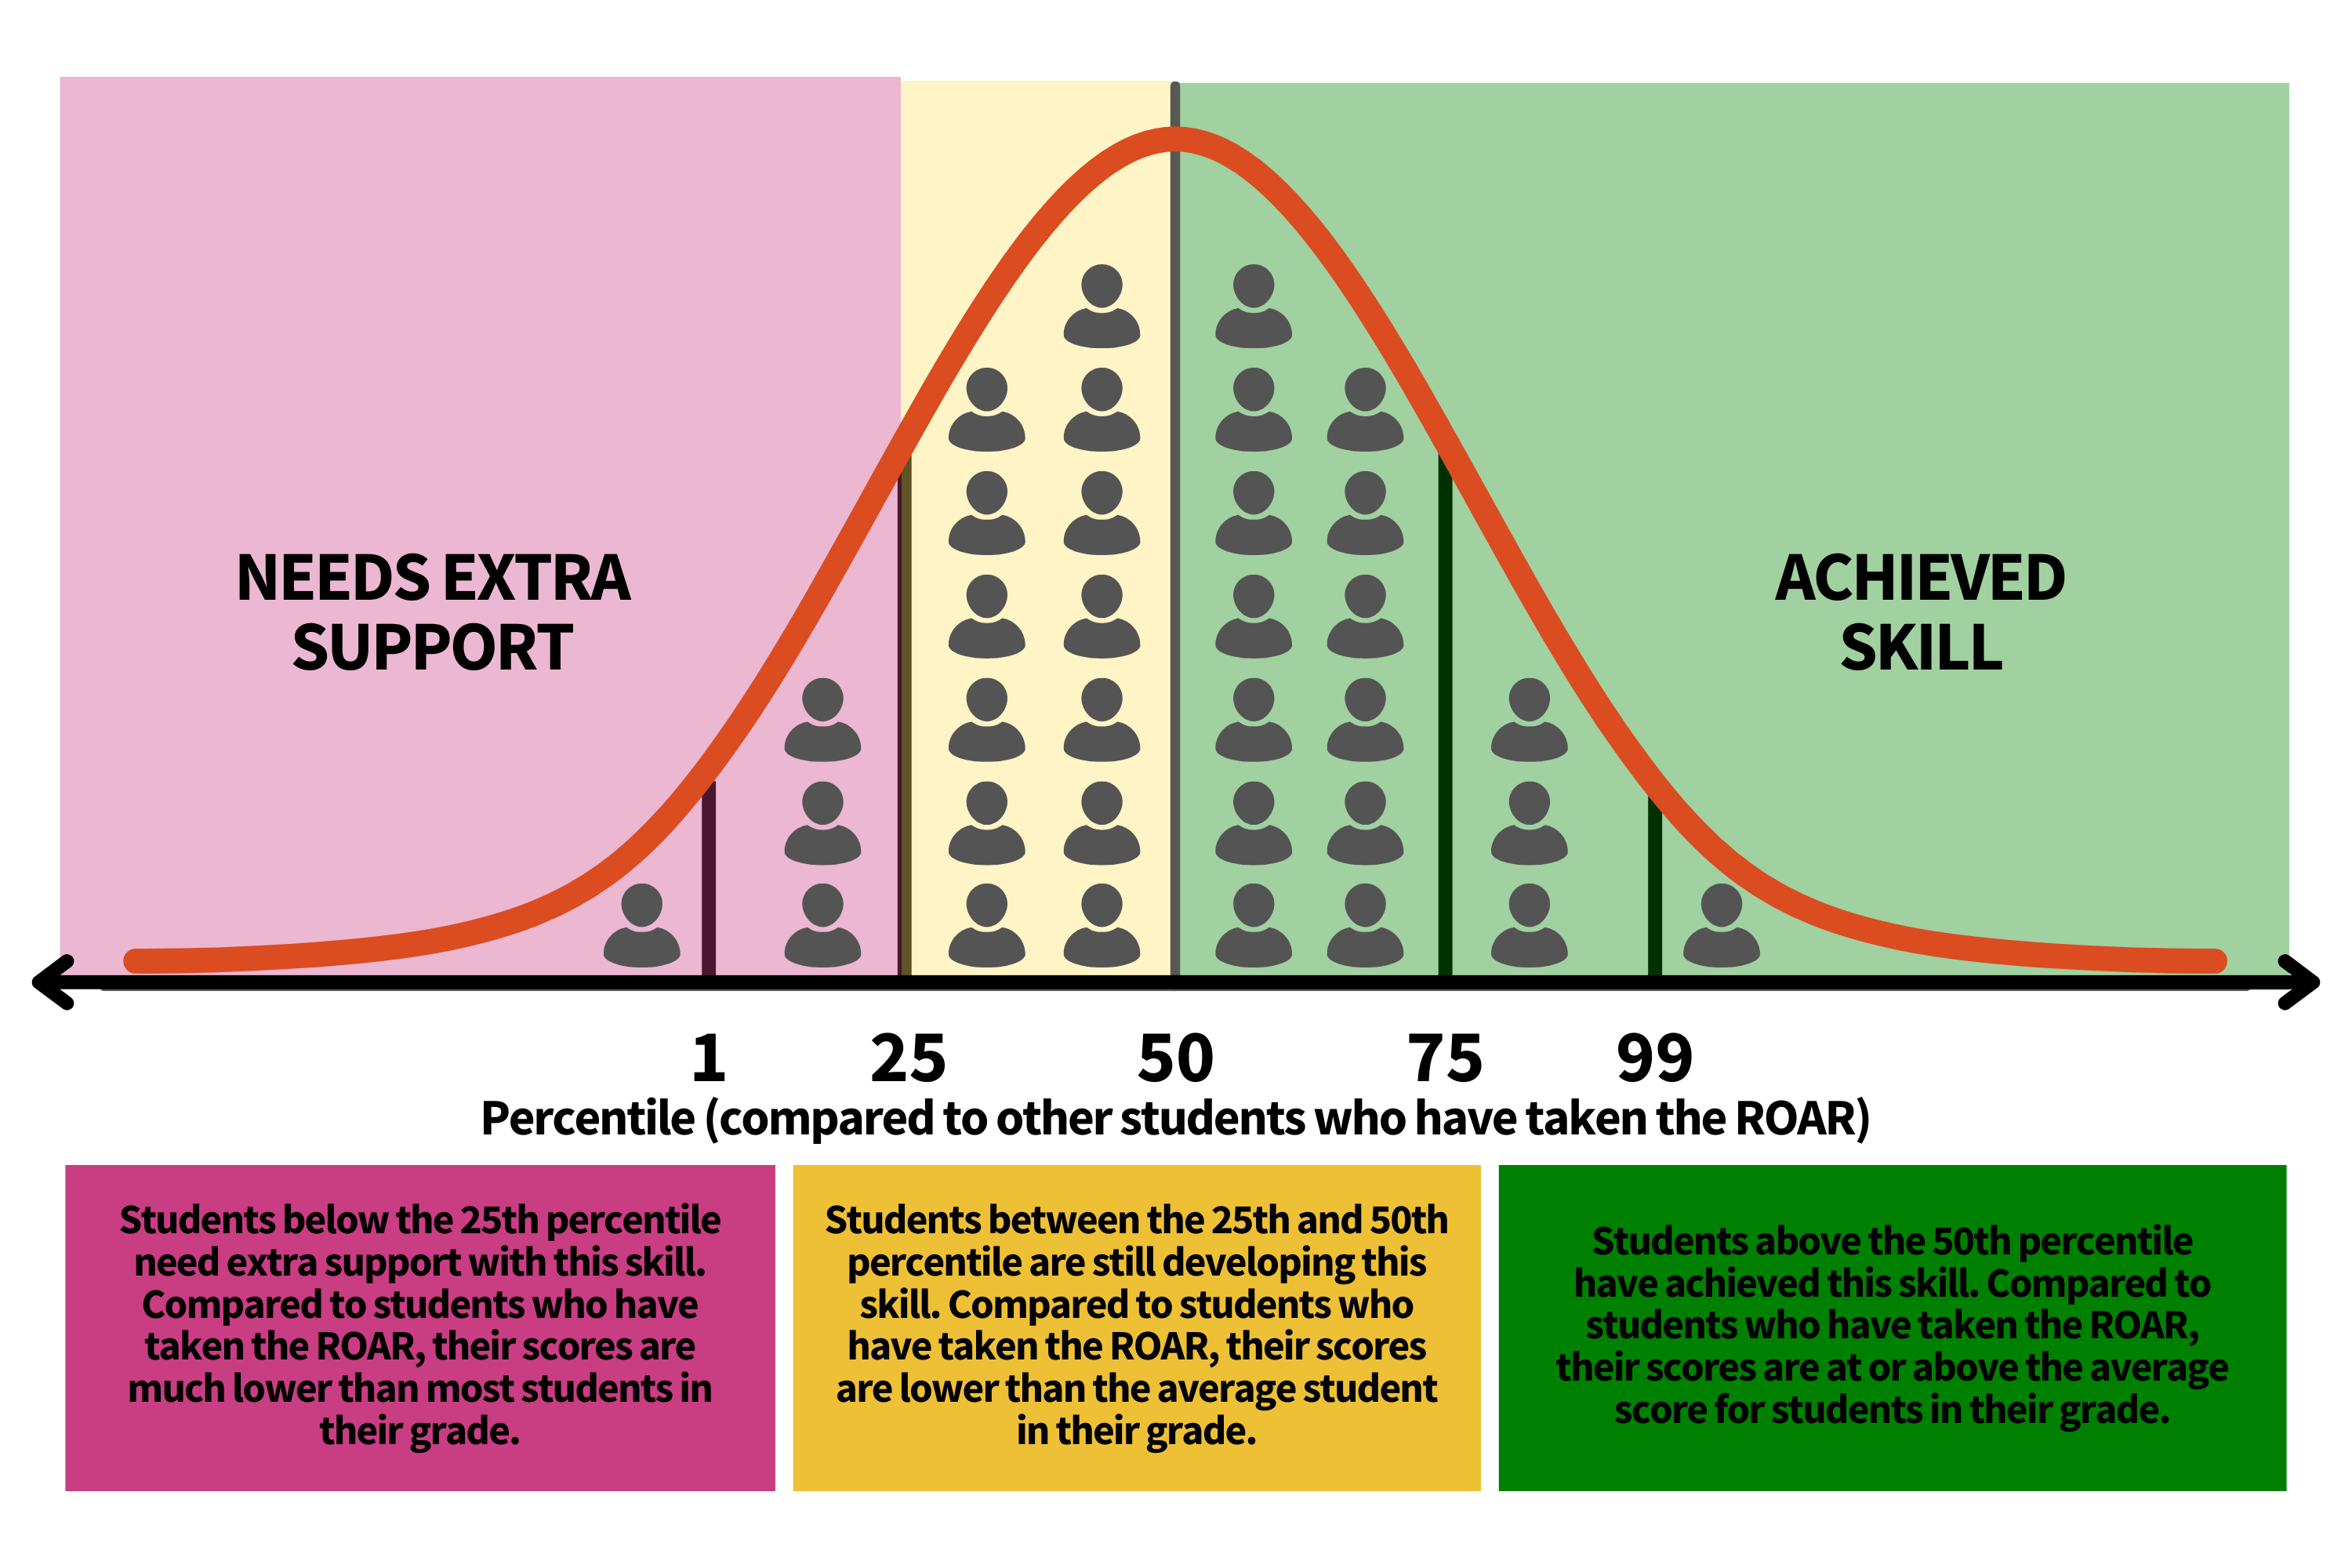 NEEDS EXTRA
SUPPORT
ACHIEVED
SKILL
1 25 50 75 99
Percentile (compared to other students who have taken the ROAR)
Students below the 25th percentile
need extra support with this skill.
Compared to students who have
taken the ROAR, their scores are
much lower than most students in
their grade.
Students between the 25th and 50th
percentile are still developing this
skill. Compared to students who
have taken the ROAR, their scores
are lower than the average student
in their grade.
Students above the 50th percentile
have achieved this skill. Compared to
students who have taken the ROAR,
their scores are at or above the average
score for students in their grade.